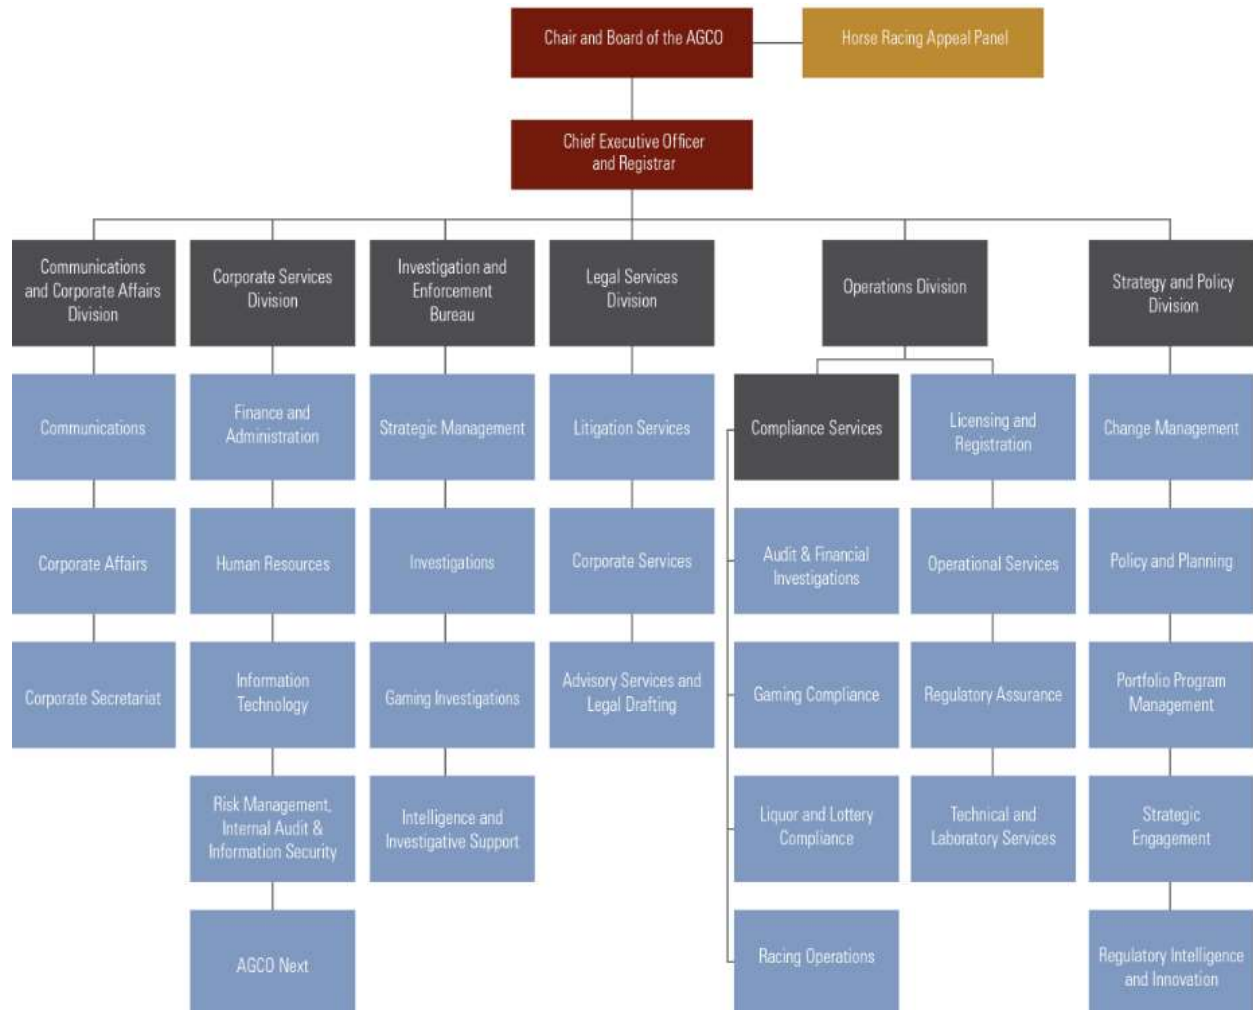 Chair and Board of the AGCO
Horse Racing Appeal Panel
Chief Executive Officer
and Registrar
Communications
and Corporate Affairs
Division
Corporate Services
Division
Investigation and
Enforcement
Bureau
Legal Services
Division
Operations Division
Strategy and Policy
Division
Communications
Finance and
Administration
Strategic Management
Litigation Services
Compliance Services
Licensing and
Registration
Change Management
Corporate Affairs
Human Resources
Investigations
Corporate Services
Audit & Financial
Investigations
Operational Services
Policy and Planning
Corporate Secretariat
Information
Technology
Gaming Investigations
Advisory Services and
Legal Drafting
Gaming Compliance
Regulatory Assurance
Portfolio Program
Management
Risk Management,
Internal Audit &
Information Security
Intelligence and
Investigative Support
Liquor and Lottery
Compliance
Technical and
Laboratory Services
Strategic
Engagement
AGCO Next
Racing Operations
Regulatory Intelligence
and Innovation